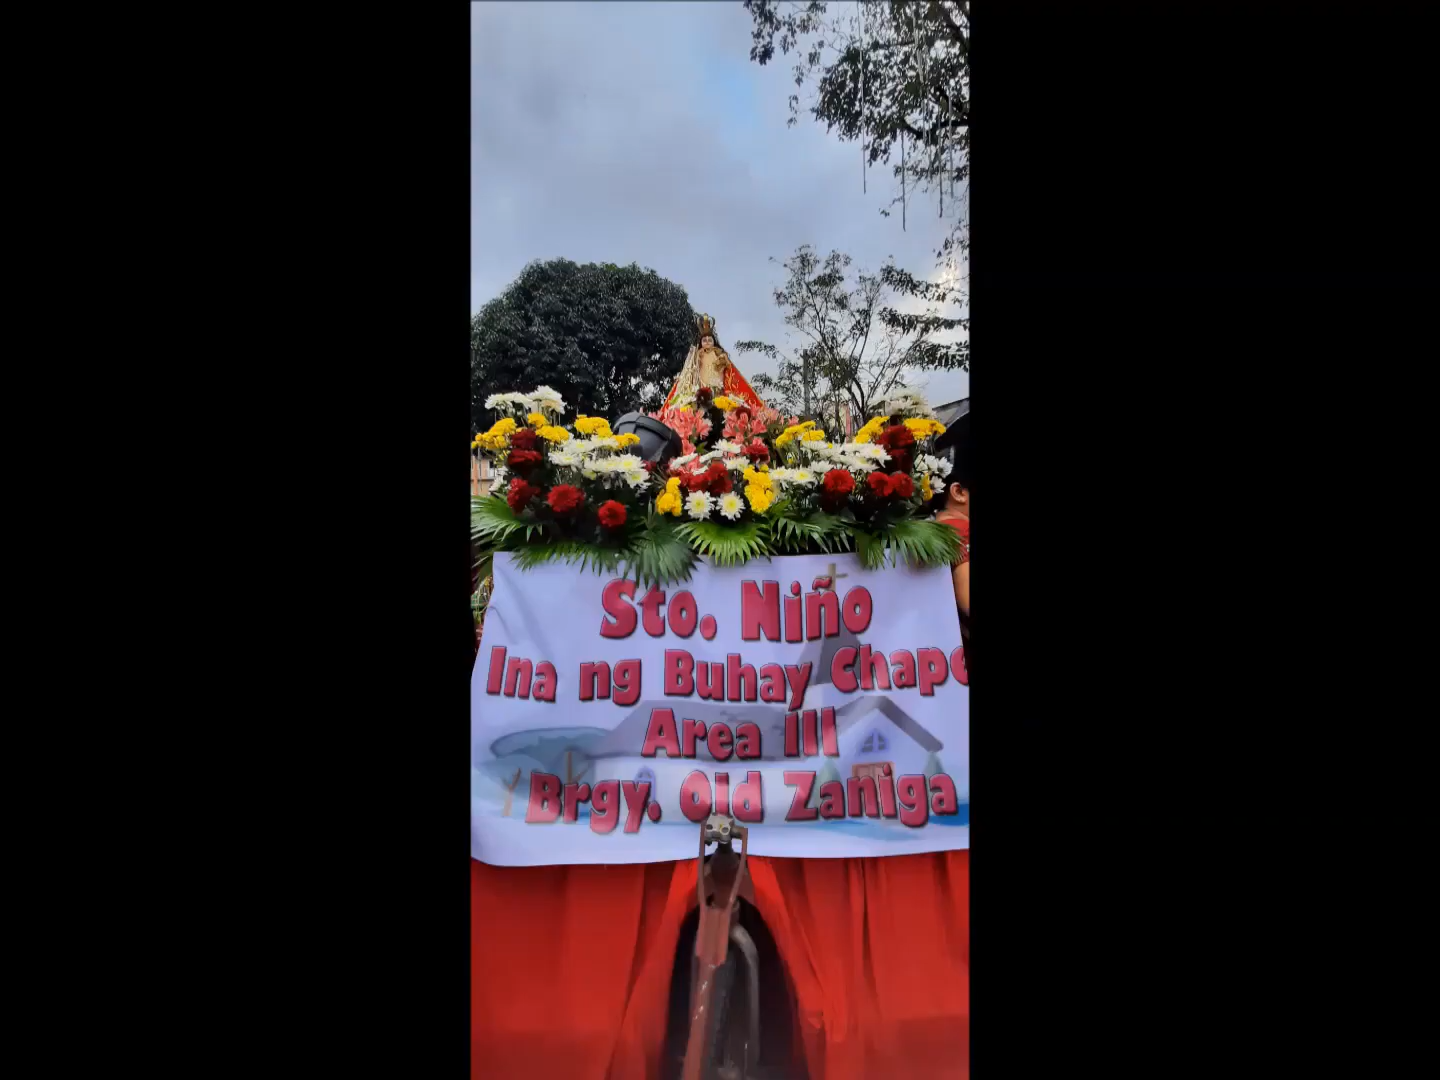 Sto. Niño
Ina ng Buhay Chape
Area III
Brgy. Old Zaniga